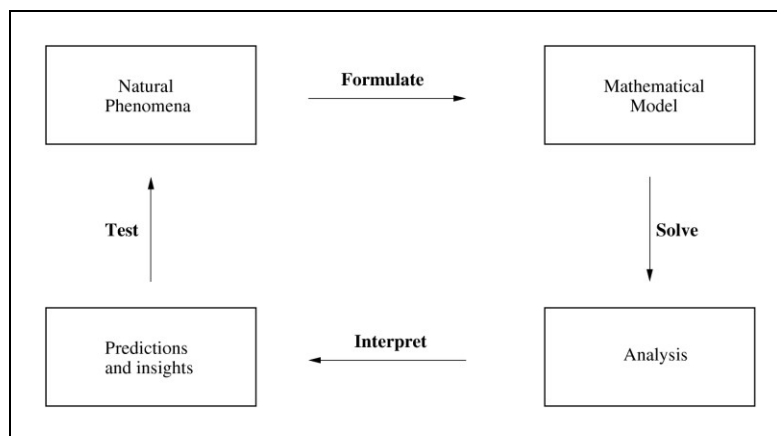 Natural
Phenomena
Formulate
Mathematical
Model
Test
Solve
Predictions
and insights
Interpret
Analysis